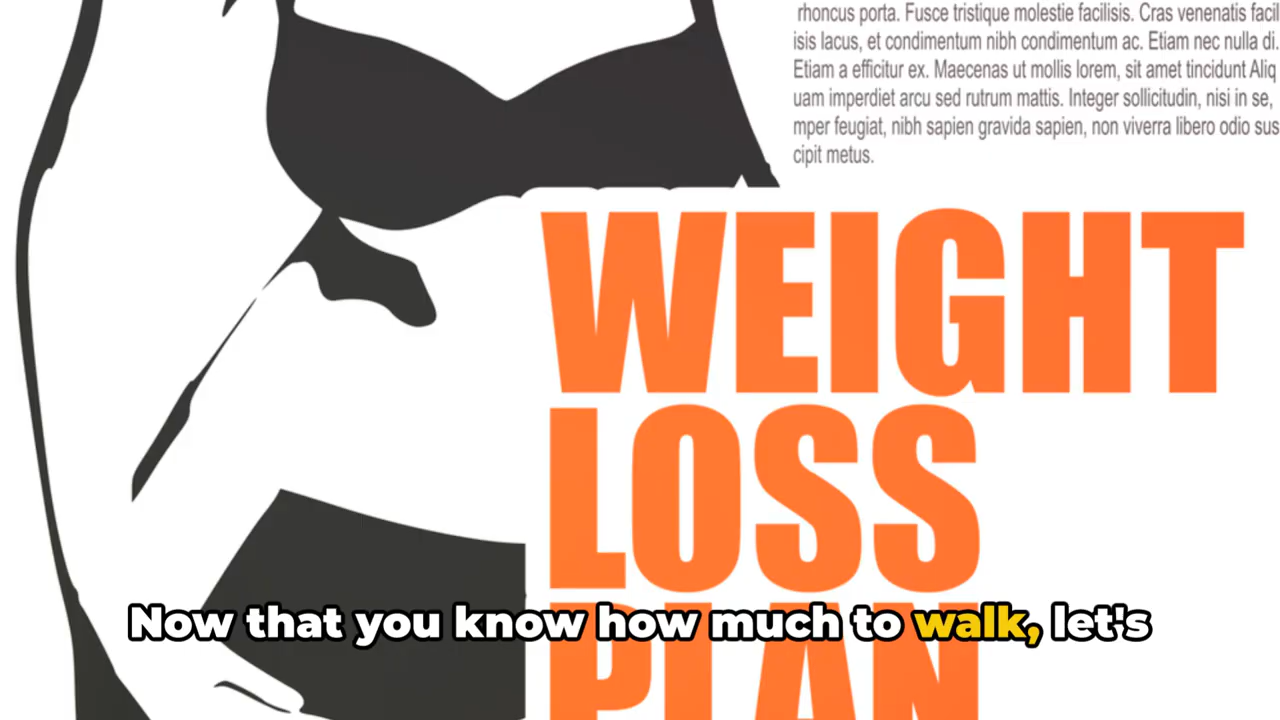 rhoncus porta. Fusce tristique molestie facilisis. Cras venenatis facil
isis lacus, et condimentum nibh condimentum ac. Etiam nec nulla di.
Etiam a efficitur ex. Maecenas ut mollis lorem, sit amet tincidunt Aliq
uam imperdiet arcu sed rutrum mattis. Integer sollicitudin, nisi in se,
mper feugiat, nibh sapien gravida sapien, non viverra libero odio sus
cipit metus.
WEIGHT
LOSS
PLAN
Now that you know how much to walk, let's